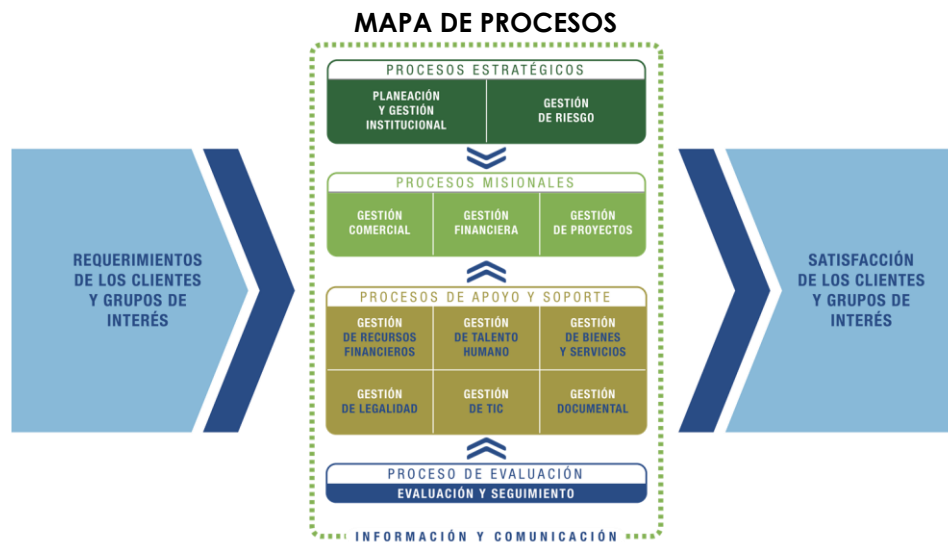 MAPA DE PROCESOS
PROCESOS ESTRATÉGICOS
PLANEACIÓN
Y GESTIÓN
INSTITUCIONAL
GESTIÓN
DE RIESGO
PROCESOS MISIONALES
GESTIÓN
COMERCIAL
GESTIÓN
FINANCIERA
GESTIÓN
DE PROYECTOS
REQUERIMIENTOS
DE LOS CLIENTES
Y GRUPOS DE
INTERÉS
SATISFACCIÓN
DE LOS CLIENTES
Y GRUPOS DE
INTERÉS
PROCESOS DE APOYO Y SOPORTE
GESTIÓN
DE RECURSOS
FINANCIEROS
GESTIÓN
DE TALENTO
HUMANO
GESTIÓN
DE BIENES
Y SERVICIOS
GESTIÓN
DE LEGALIDAD
GESTIÓN
DE TIC
GESTIÓN
DOCUMENTAL
PROCESO DE EVALUACIÓN
EVALUACIÓN Y SEGUIMIENTO
INFORMACIÓN Y COMUNICACIÓN